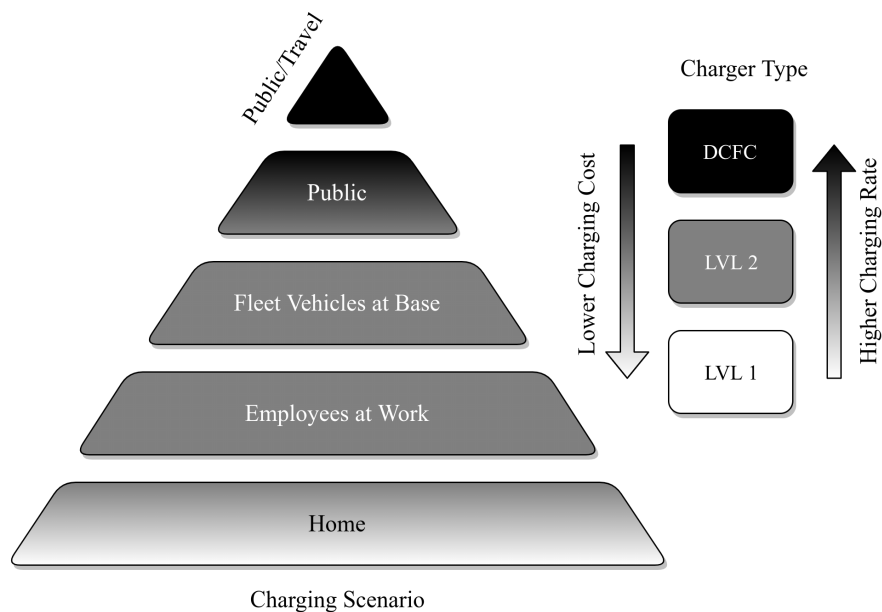 Public/Travel
Public
Fleet Vehicles at Base
Employees at Work
Home
Charging Scenario
Charger Type
Lower Charging Cost
DCFC
LVL 2
LVL 1
Higher Charging Rate